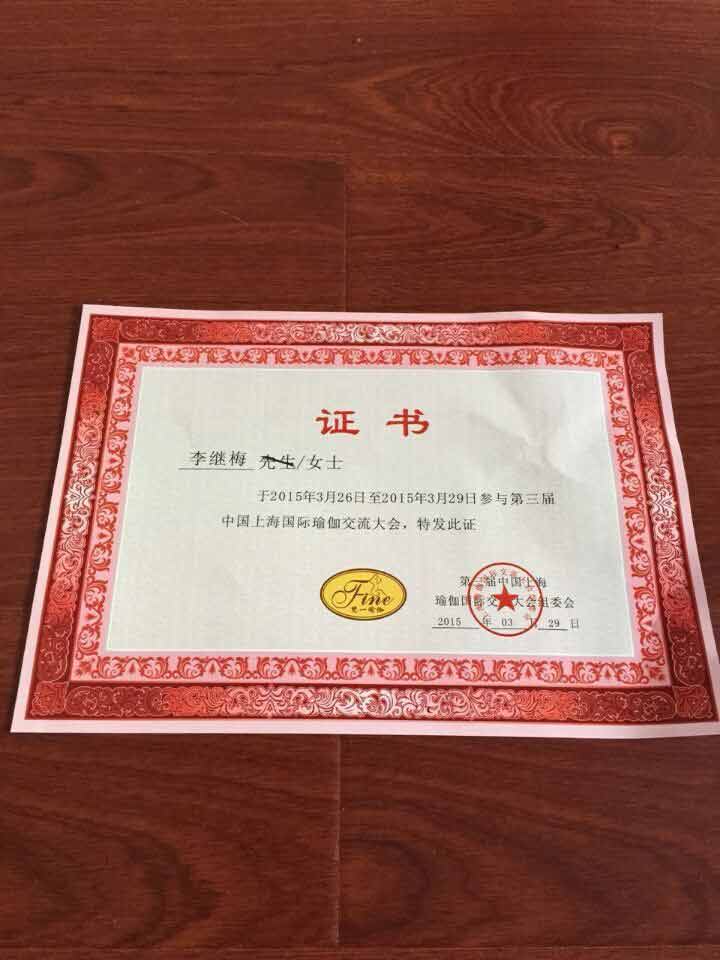 证书
李继梅 先生/女士
于2015年3月26日至2015年3月29日参与第三届
中国上海国际瑜伽交流大会，特发此证
Fine
第三届中国上海
瑜伽国际交流大会组委会
2015 年 03 月 29 日